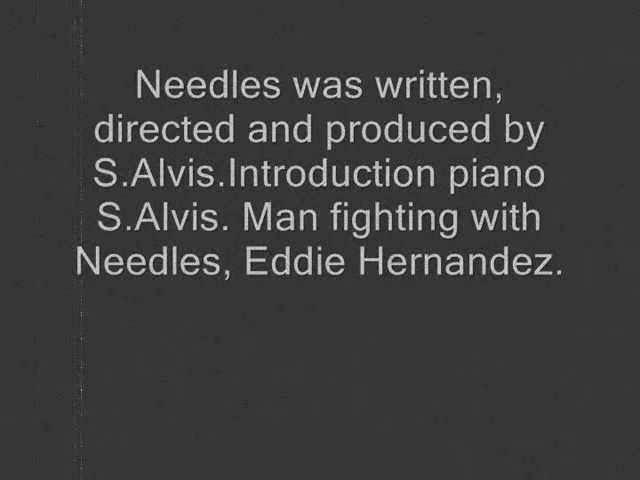 Needles was written,
directed and produced by
S.Alvis.Introduction piano
S.Alvis. Man fighting with
Needles, Eddie Hernandez.